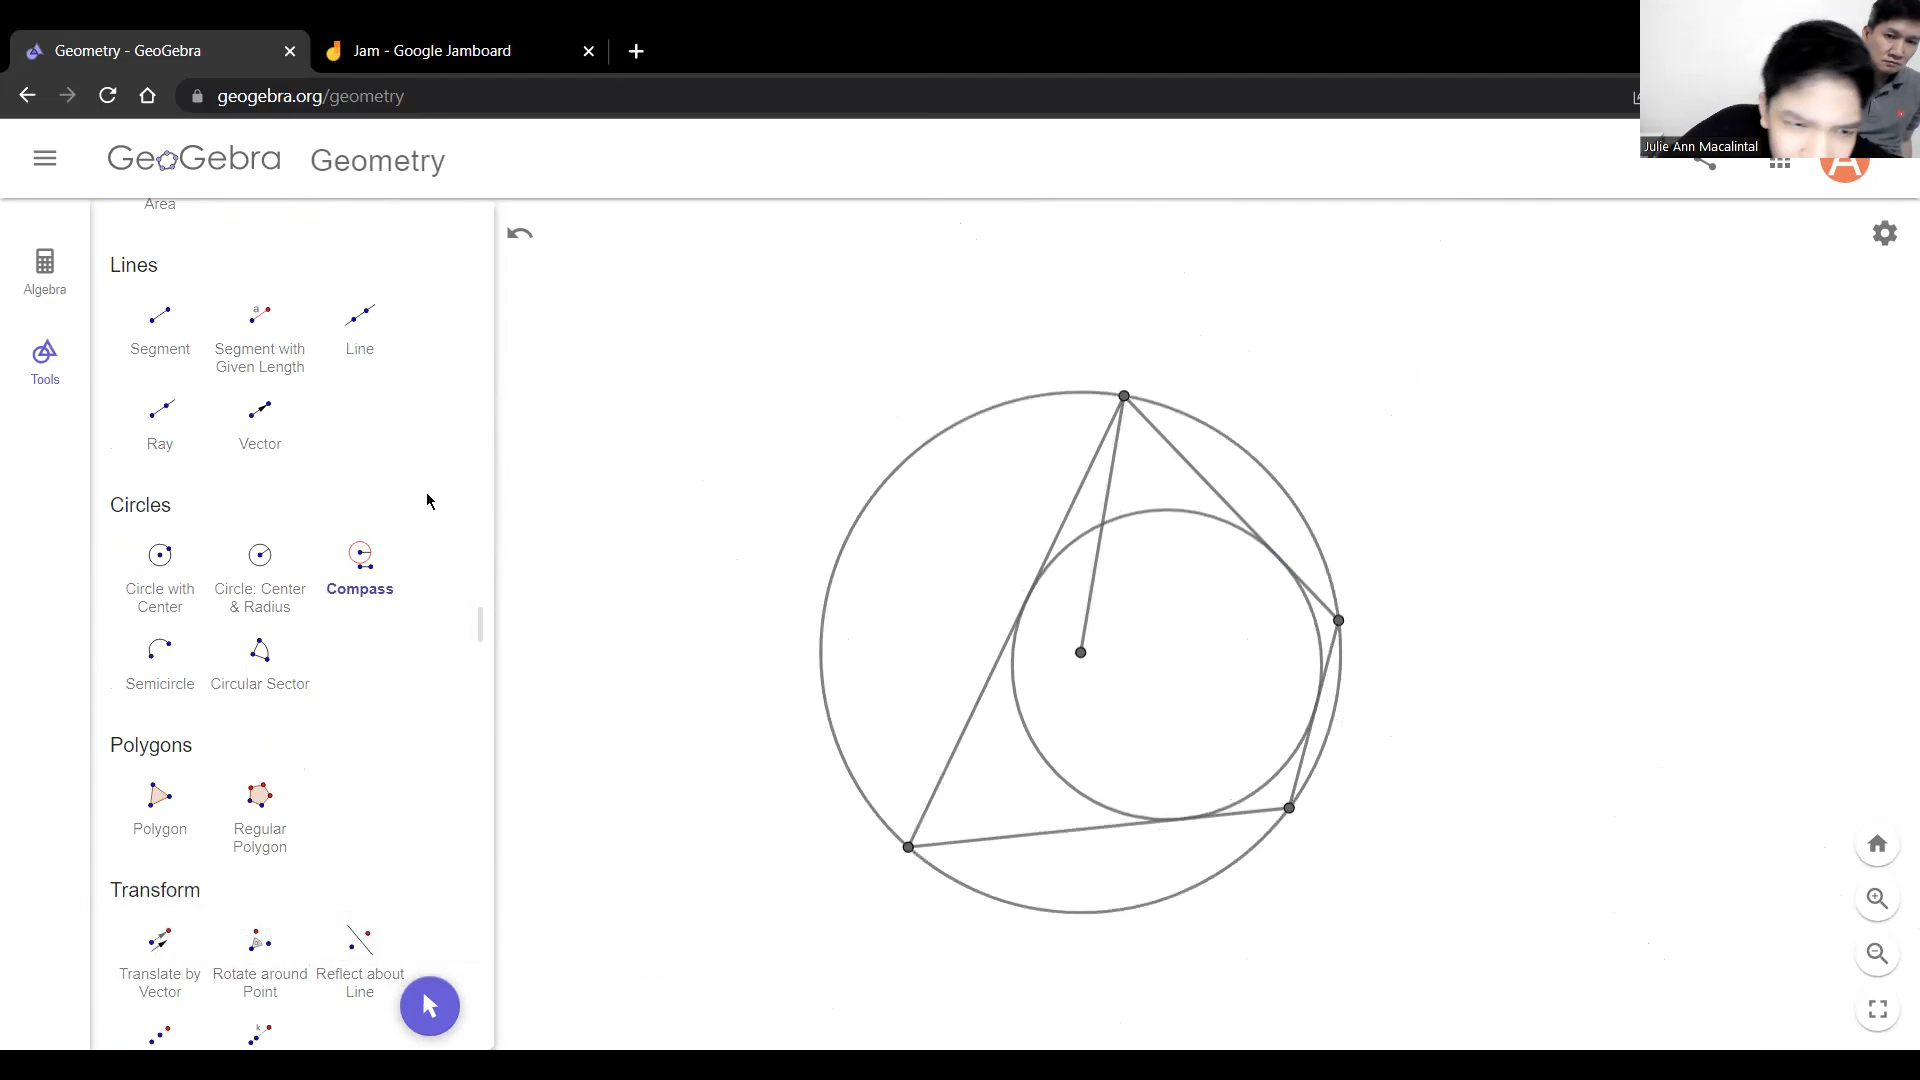 Geometry - GeoGebra
Jam - Google Jamboard
geogebra.org/geometry
Julie Ann Macalintal
GeoGebra
Geometry
A
Area
Algebra
Tools
Lines
a
Segment
Segment with
Given Length
Line
Ray
Vector
Circles
Circle with
Center
Circle: Center
& Radius
Compass
Semicircle
Circular Sector
Polygons
Polygon
Regular
Polygon
Transform
Translate by
Vector
Rotate around
Point
Reflect about
Line
k